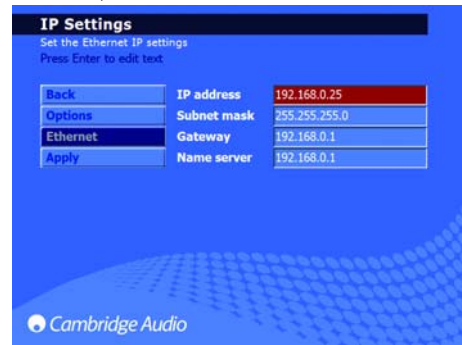 IP Settings
Set the Ethernet IP settings
Press Enter to edit text
Back IP address 192.168.0.25
Options Subnet mask 255.255.255.0
Ethernet Gateway 192.168.0.1
Apply Name server 192.168.0.1
Cambridge Audio